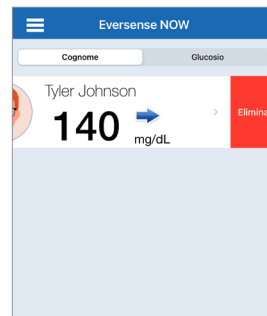 Eversense NOW
Cognome Glucosio
Tyler Johnson
140 mg/dL
Elimina